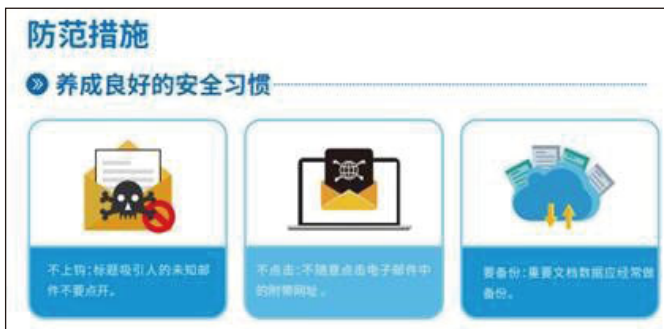 防范措施
养成良好的安全习惯
不上钩:标题吸引人的未知邮
件不要点开。
不点击:不随意点击电子邮件中
的附带网址。
要备份:重要文档数据应经常做
备份。